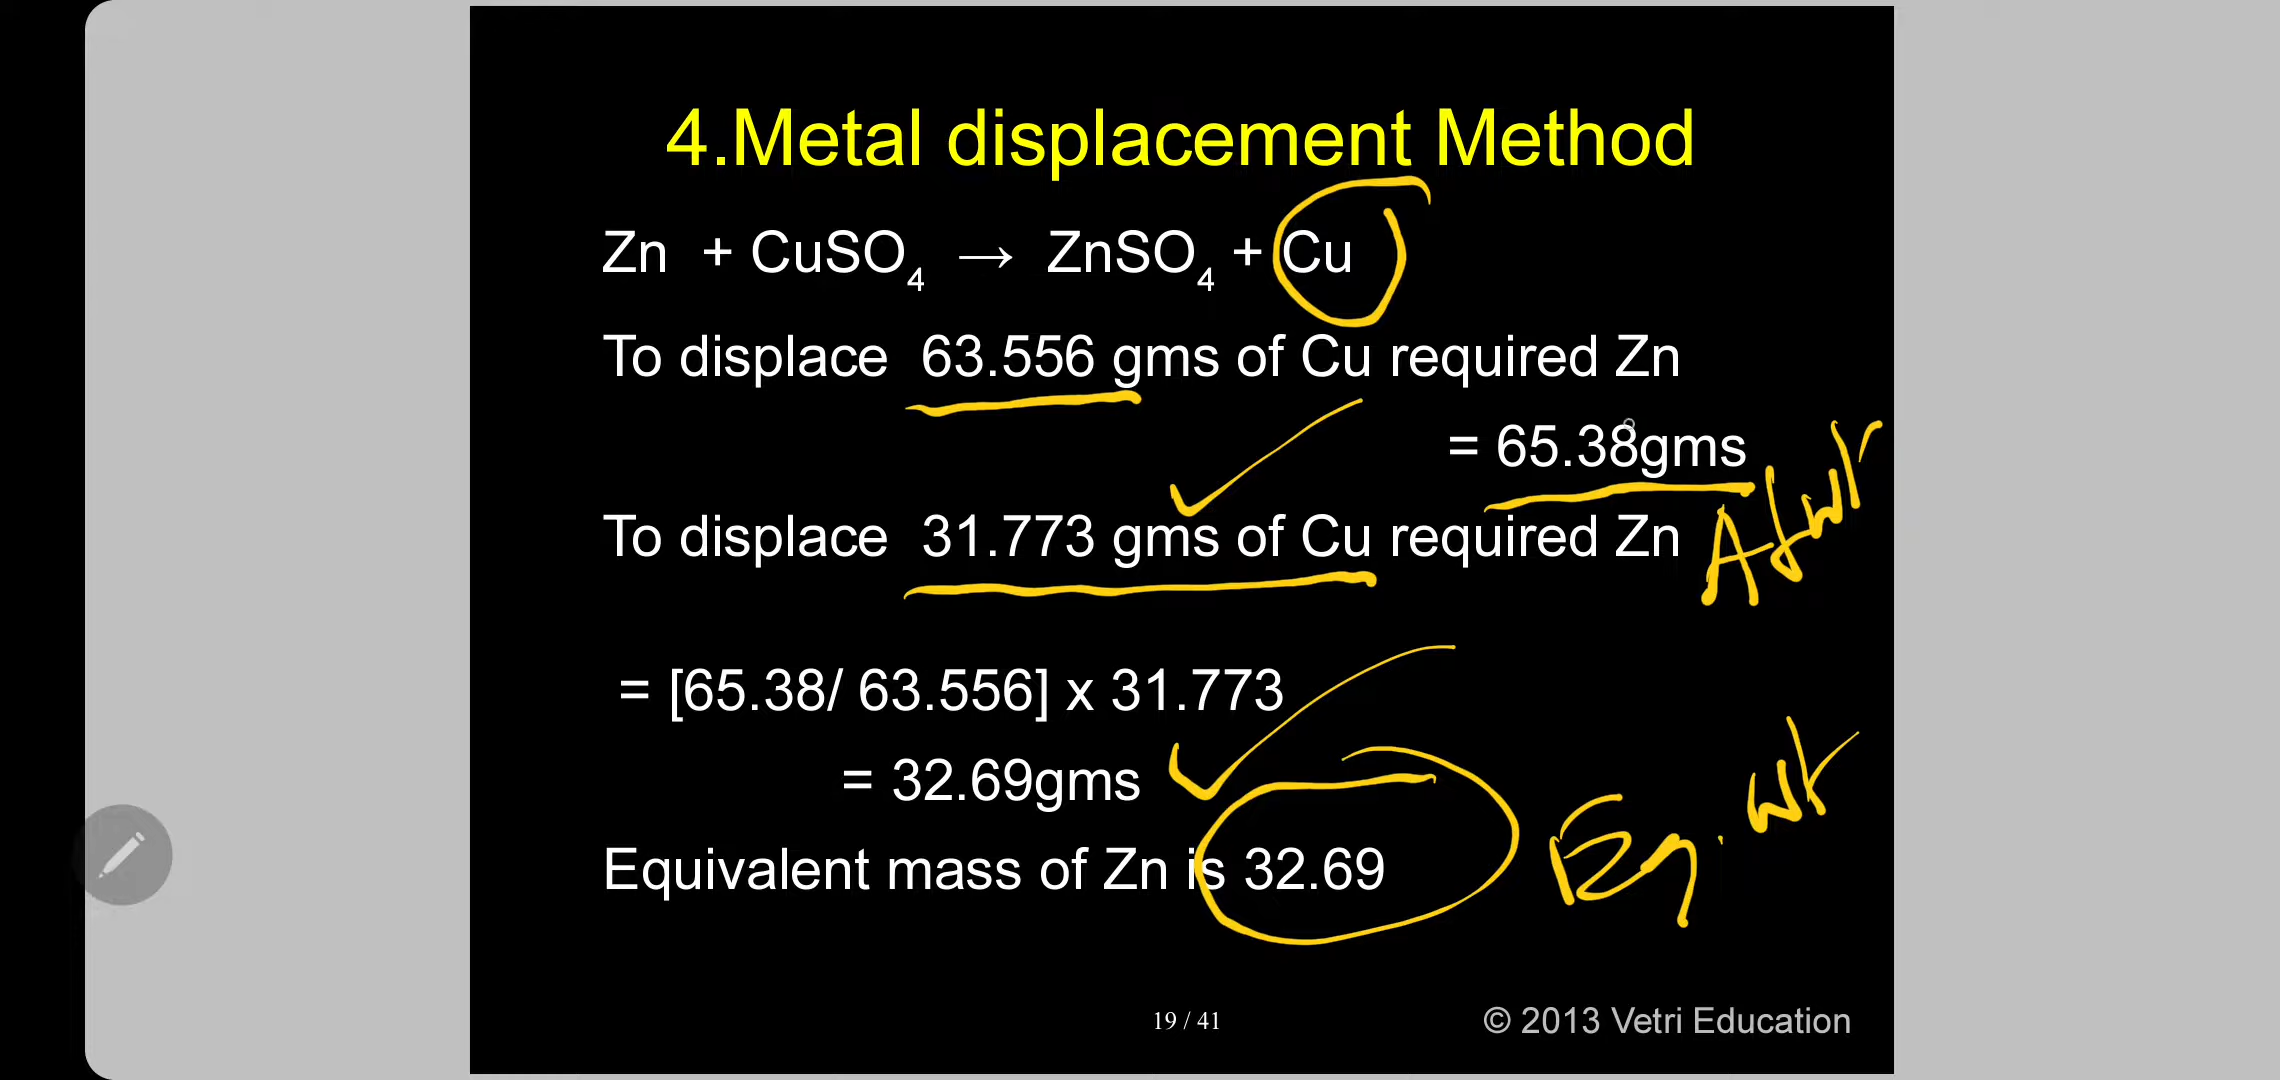 4.Metal displacement Method
Zn + CuSO₄ → ZnSO₄ + Cu
To displace 63.556 gms of Cu required Zn
= 65.38gms
At wt
To displace 31.773 gms of Cu required Zn
= [65.38/ 63.556] x 31.773
= 32.69gms
Eq. wt
Equivalent mass of Zn is 32.69
19 / 41
© 2013 Vetri Education